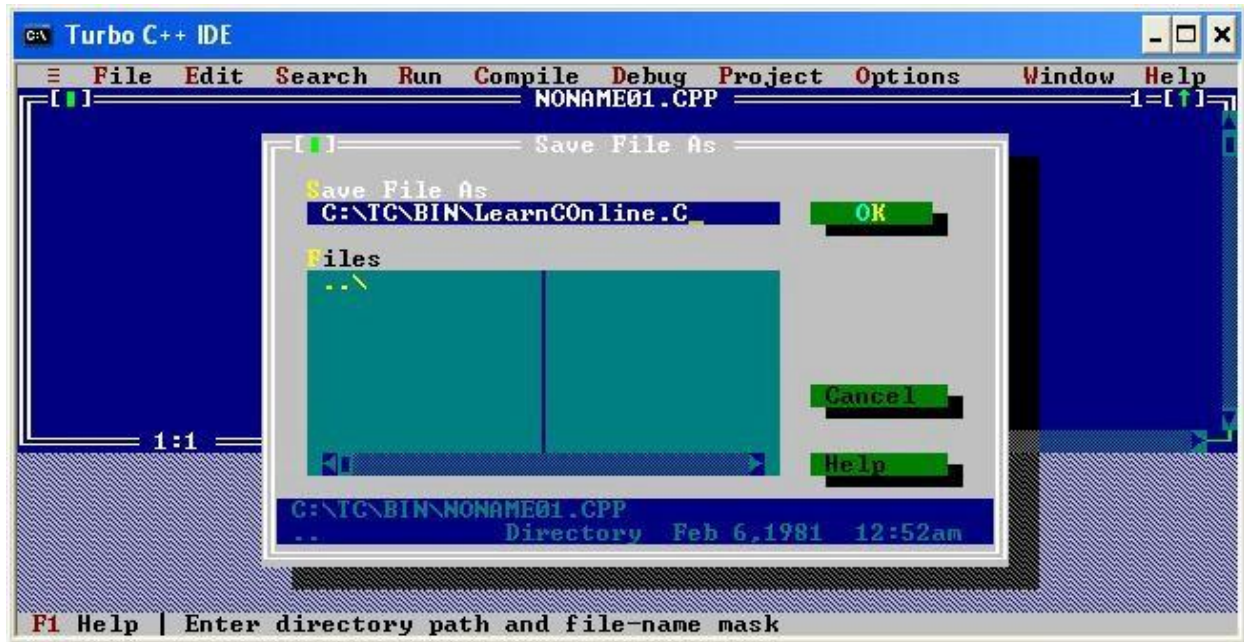 Turbo C++ IDE
≡ File Edit Search Run Compile Debug Project Options Window Help
NONAME01.CPP 1=[↑]
Save File As
Save File As
C:\TC\BIN\LearnCOnline.C_
OK
Files
..\
Cancel
1:1
Help
C:\TC\BIN\NONAME01.CPP
.. Directory Feb 6,1981 12:52am
F1 Help | Enter directory path and file-name mask